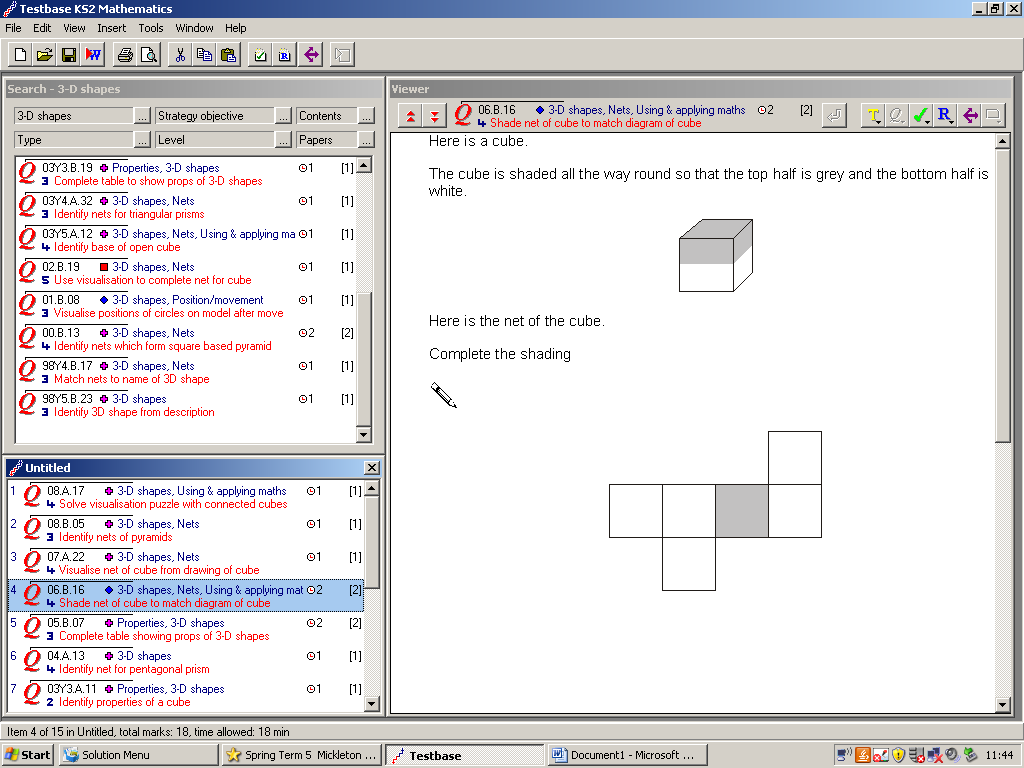 Testbase KS2 Mathematics
File Edit View Insert Tools Window Help
Search - 3-D shapes
3-D shapes ... Strategy objective ... Contents ...
Type ... Level ... Papers ...
Q 03Y3.B.19 Properties, 3-D shapes 1 [1]
3 Complete table to show props of 3-D shapes
Q 03Y4.A.32 3-D shapes, Nets 1 [1]
3 Identify nets for triangular prisms
Q 03Y5.A.12 3-D shapes, Nets, Using & applying ma 1 [1]
4 Identify base of open cube
Q 02.B.19 3-D shapes, Nets 1 [1]
5 Use visualisation to complete net for cube
Q 01.B.08 3-D shapes, Position/movement 1 [1]
3 Visualise positions of circles on model after move
Q 00.B.13 3-D shapes, Nets 2 [2]
4 Identify nets which form square based pyramid
Q 98Y4.B.17 3-D shapes, Nets 1 [1]
3 Match nets to name of 3D shape
Q 98Y5.B.23 3-D shapes 1 [1]
3 Identify 3D shape from description
Untitled
1 Q 08.A.17 3-D shapes, Using & applying maths 1 [1]
4 Solve visualisation puzzle with connected cubes
2 Q 08.B.05 3-D shapes, Nets 1 [1]
3 Identify nets of pyramids
3 Q 07.A.22 3-D shapes, Nets 1 [1]
4 Visualise net of cube from drawing of cube
4 Q 06.B.16 3-D shapes, Nets, Using & applying mat 2 [2]
4 Shade net of cube to match diagram of cube
5 Q 05.B.07 Properties, 3-D shapes 2 [2]
3 Complete table showing props of 3-D shapes
6 Q 04.A.13 3-D shapes 1 [1]
4 Identify net for pentagonal prism
7 Q 03Y3.A.11 Properties, 3-D shapes 1 [1]
2 Identify properties of a cube
Viewer
Q 06.B.16 3-D shapes, Nets, Using & applying maths 2 [2] T Q R
4 Shade net of cube to match diagram of cube
Here is a cube.
The cube is shaded all the way round so that the top half is grey and the bottom half is
white.
Here is the net of the cube.
Complete the shading
Item 4 of 15 in Untitled, total marks: 18, time allowed: 18 min
Start Solution Menu Spring Term 5 Mickleton ... Testbase Document1 - Microsoft ... 11:44